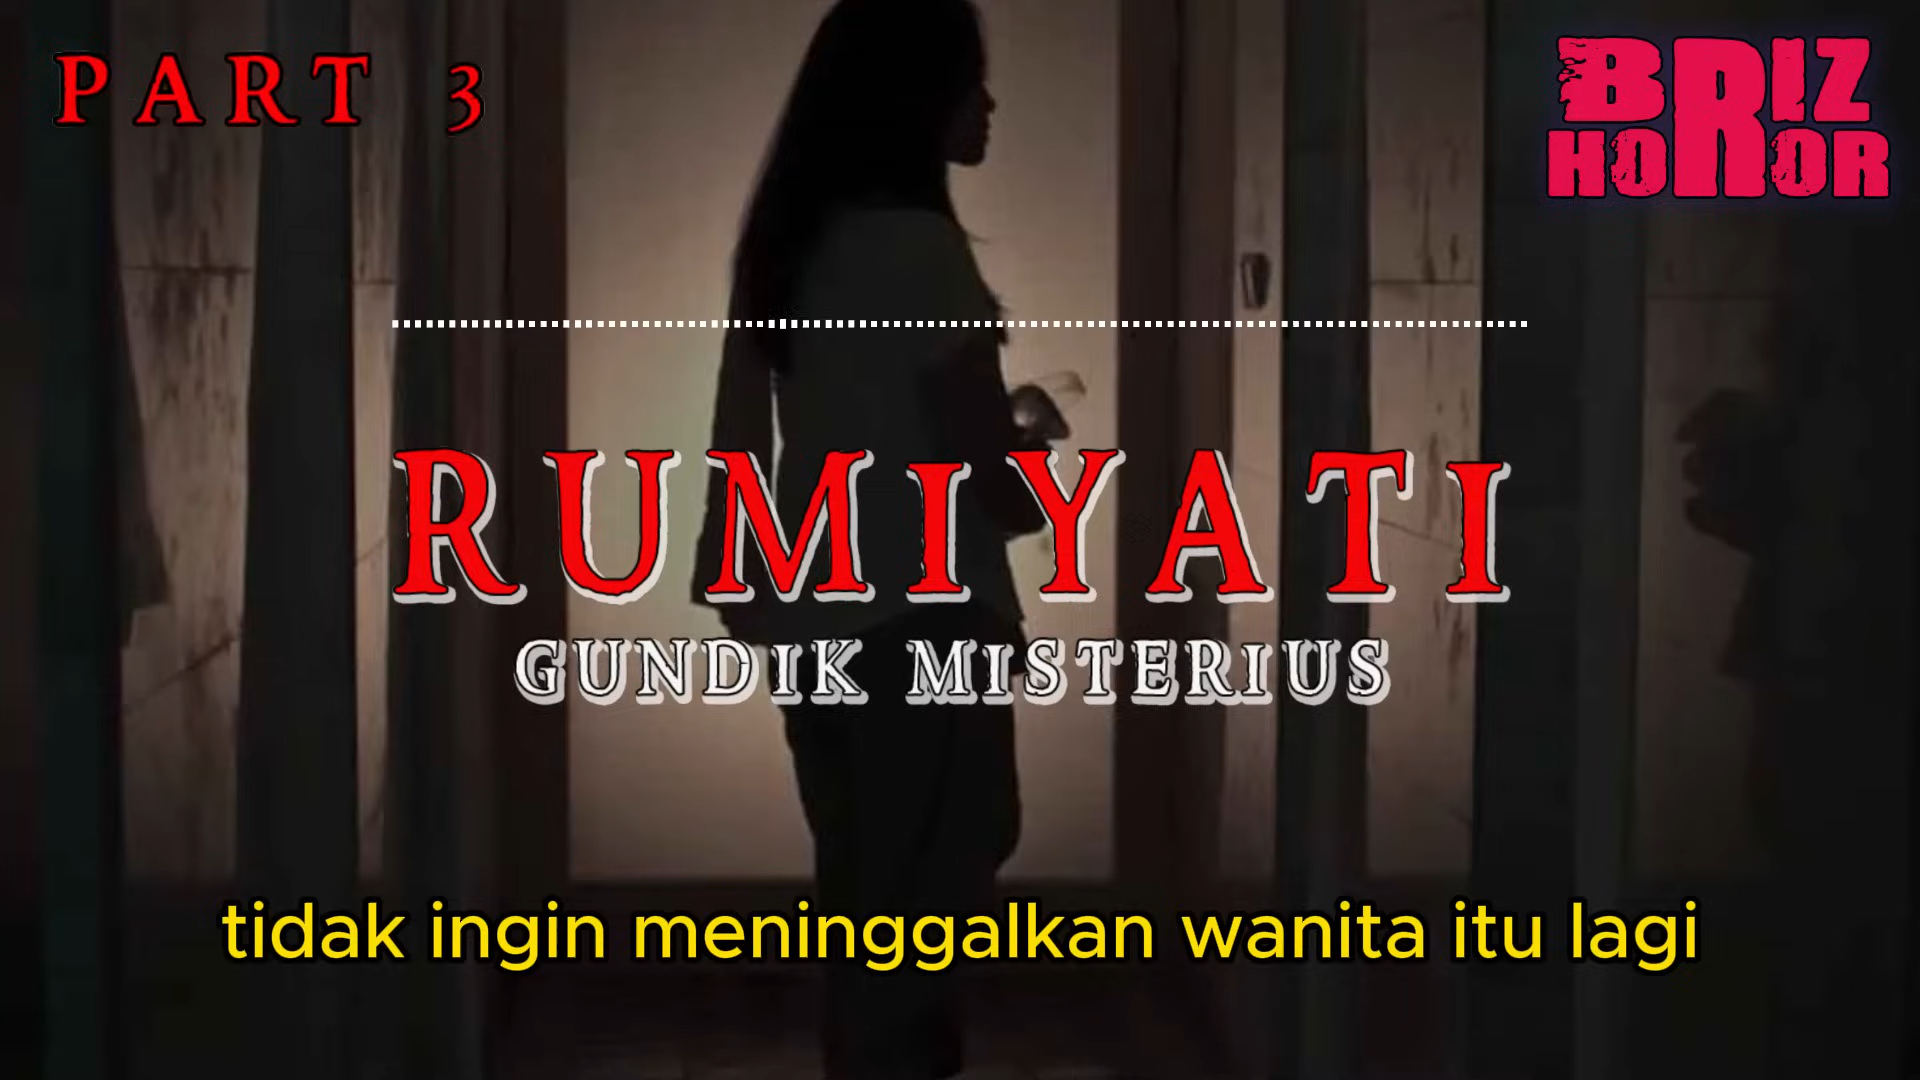 PART 3
BRIZ
HOROR
RUMIYATI
GUNDIK MISTERIUS
tidak ingin meninggalkan wanita itu lagi